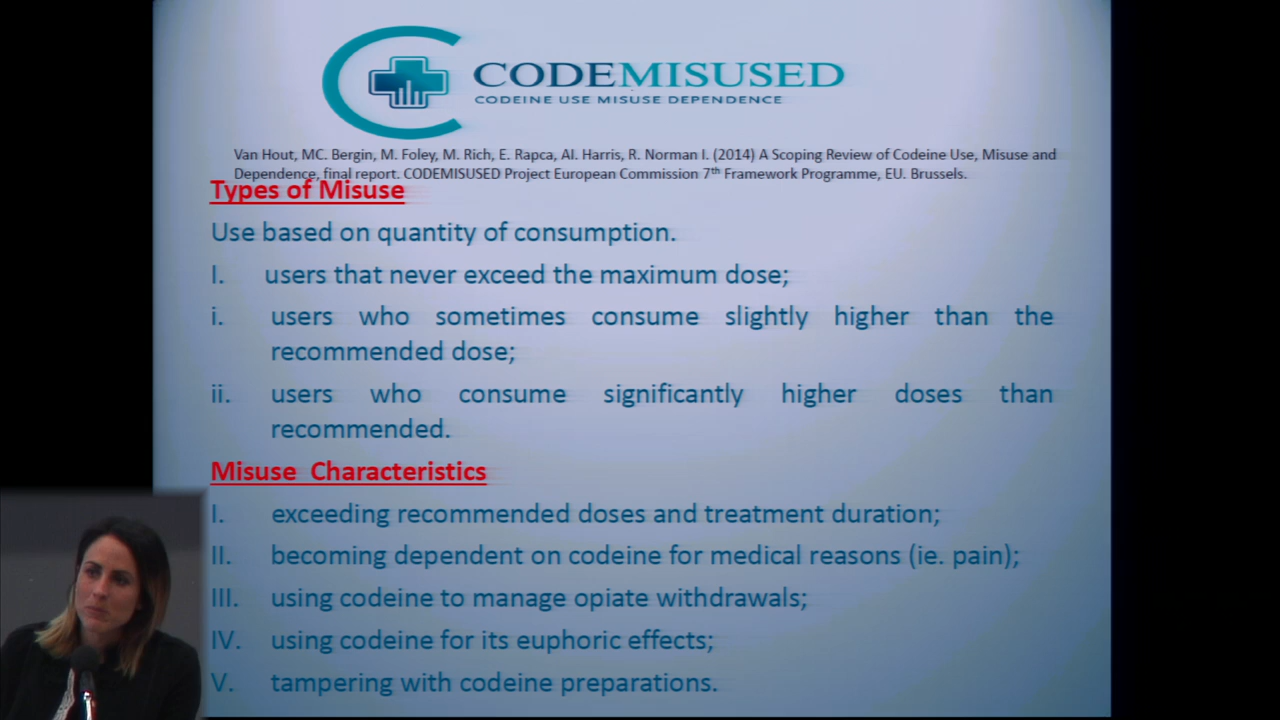 CODEMISUSED
CODEINE USE MISUSE DEPENDENCE
Van Hout, MC. Bergin, M. Foley, M. Rich, E. Rapca, AI. Harris, R. Norman I. (2014) A Scoping Review of Codeine Use, Misuse and
Dependence, final report. CODEMISUSED Project European Commission 7th Framework Programme, EU. Brussels.
Types of Misuse
Use based on quantity of consumption.
I. users that never exceed the maximum dose;
i. users who sometimes consume slightly higher than the
recommended dose;
ii. users who consume significantly higher doses than
recommended.
Misuse Characteristics
I. exceeding recommended doses and treatment duration;
II. becoming dependent on codeine for medical reasons (ie. pain);
III. using codeine to manage opiate withdrawals;
IV. using codeine for its euphoric effects;
V. tampering with codeine preparations.